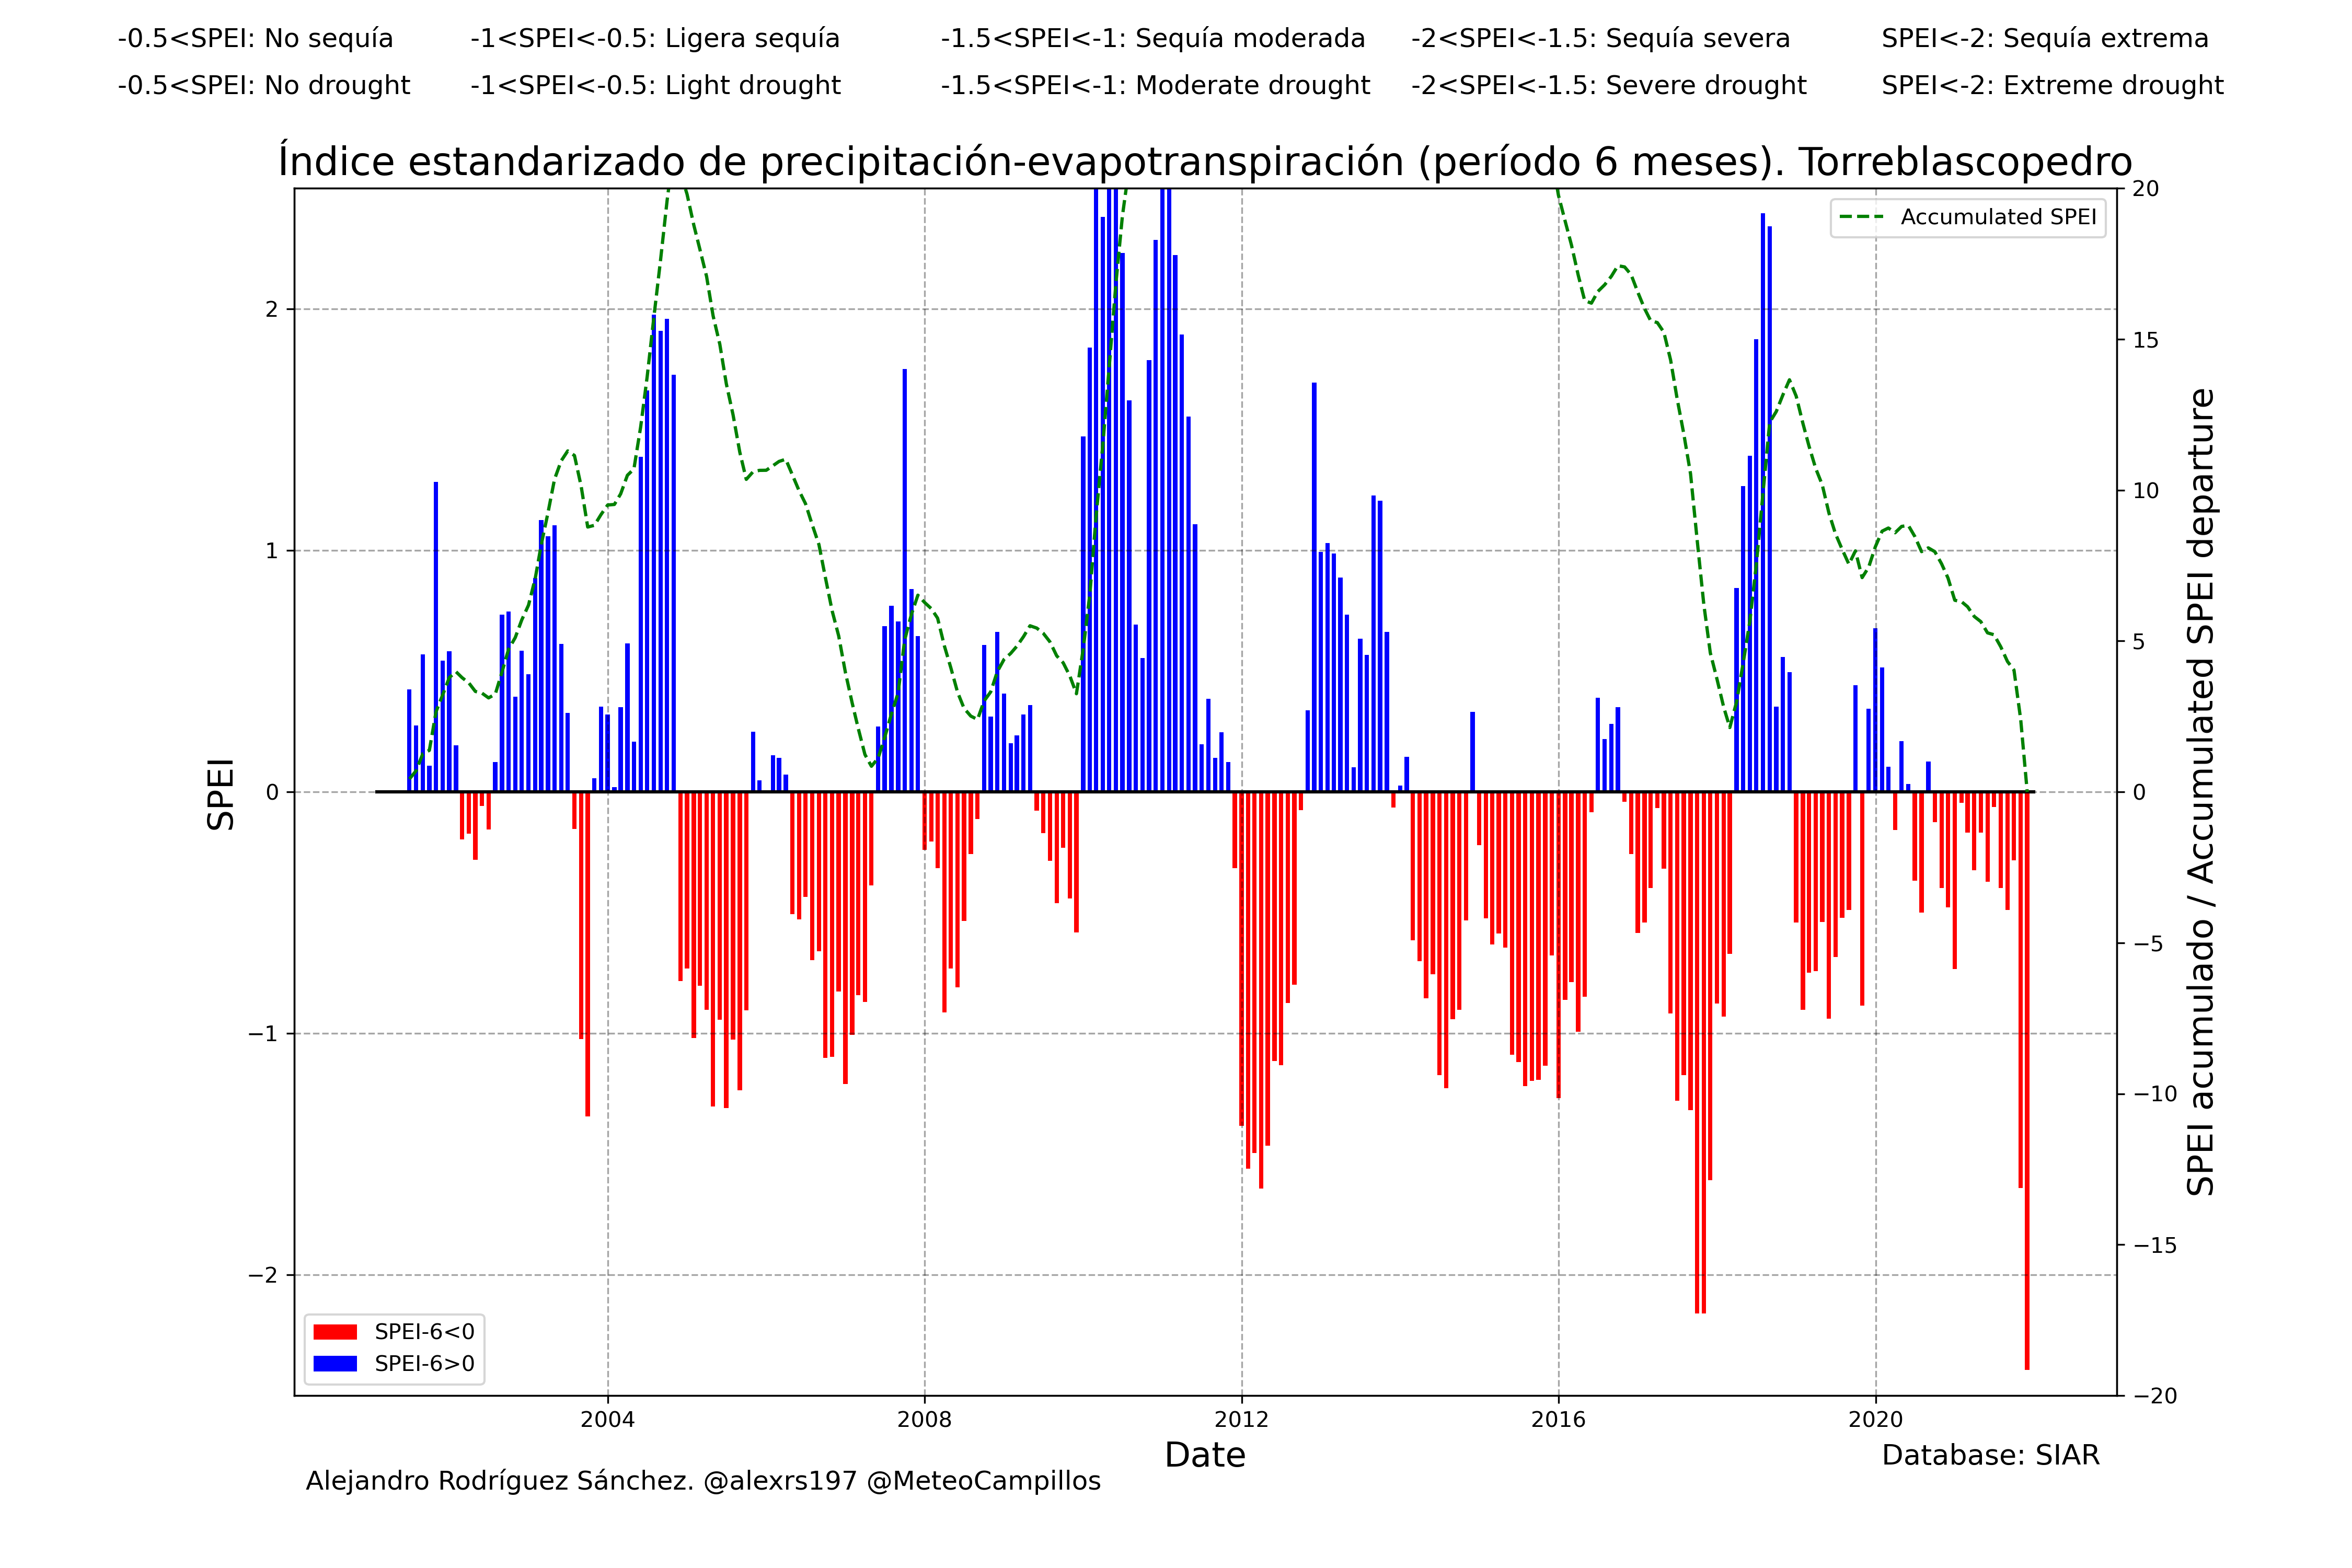 -0.5<SPEI: No sequía
-1<SPEI<-0.5: Ligera sequía
-1.5<SPEI<-1: Sequía moderada
-2<SPEI<-1.5: Sequía severa
SPEI<-2: Sequía extrema
-0.5<SPEI: No drought
-1<SPEI<-0.5: Light drought
-1.5<SPEI<-1: Moderate drought
-2<SPEI<-1.5: Severe drought
SPEI<-2: Extreme drought
Índice estandarizado de precipitación-evapotranspiración (período 6 meses). Torreblascopedro
Accumulated SPEI
SPEI
2
1
0
−1
−2
20
15
10
5
0
−5
−10
−15
−20
SPEI acumulado / Accumulated SPEI departure
SPEI-6<0
SPEI-6>0
2004
2008
2012
2016
2020
Date
Database: SIAR
Alejandro Rodríguez Sánchez. @alexrs197 @MeteoCampillos